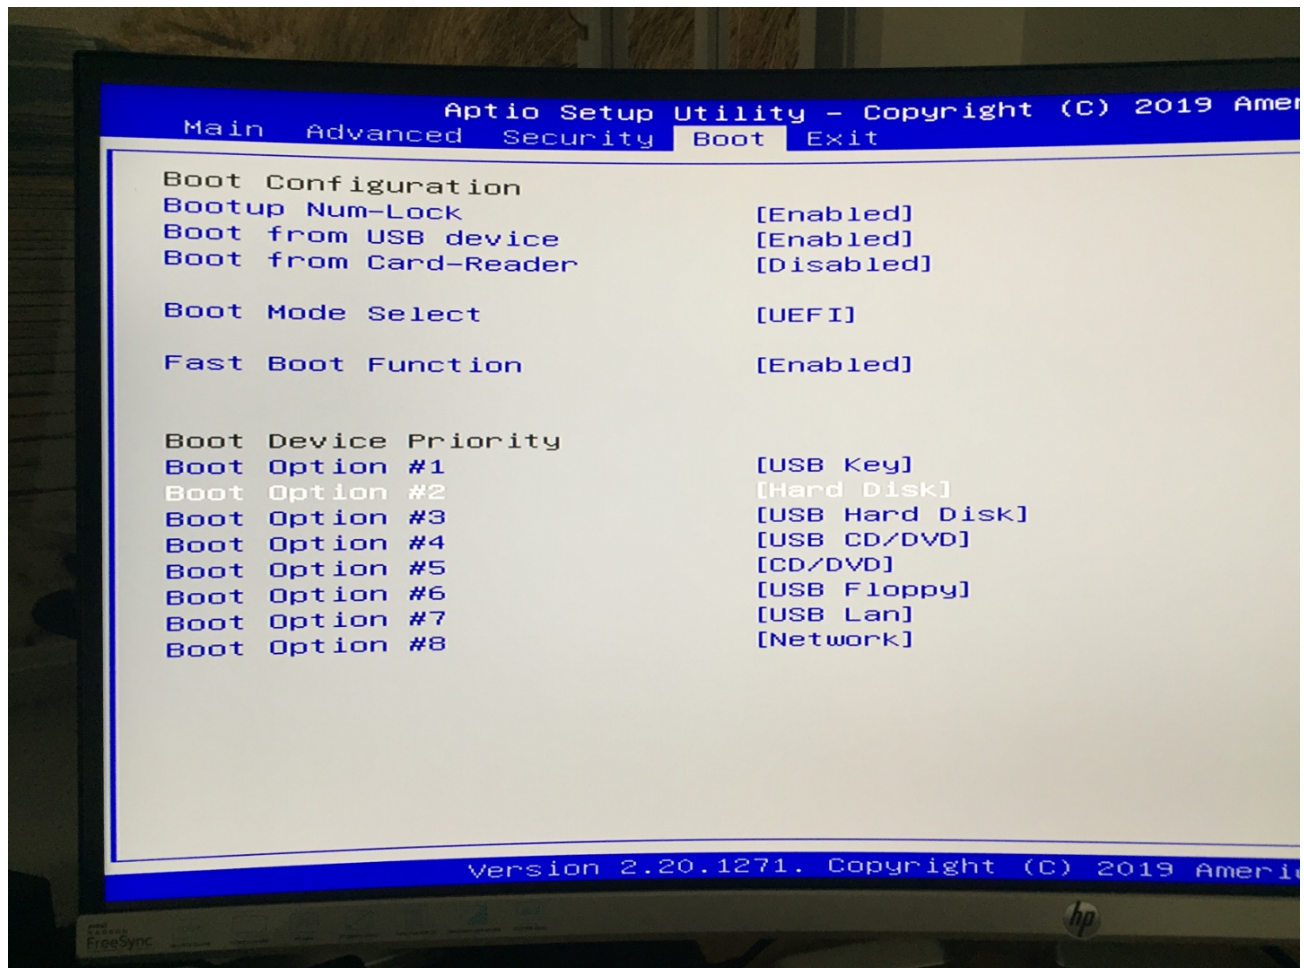 Aptio Setup Utility – Copyright (C) 2019 Amer
Main Advanced Security Boot Exit
Boot Configuration
Bootup Num-Lock [Enabled]
Boot from USB device [Enabled]
Boot from Card-Reader [Disabled]
Boot Mode Select [UEFI]
Fast Boot Function [Enabled]
Boot Device Priority
Boot Option #1 [USB Key]
Boot Option #2 [Hard Disk]
Boot Option #3 [USB Hard Disk]
Boot Option #4 [USB CD/DVD]
Boot Option #5 [CD/DVD]
Boot Option #6 [USB Floppy]
Boot Option #7 [USB Lan]
Boot Option #8 [Network]
Version 2.20.1271. Copyright (C) 2019 Ameri
hp
FreeSync